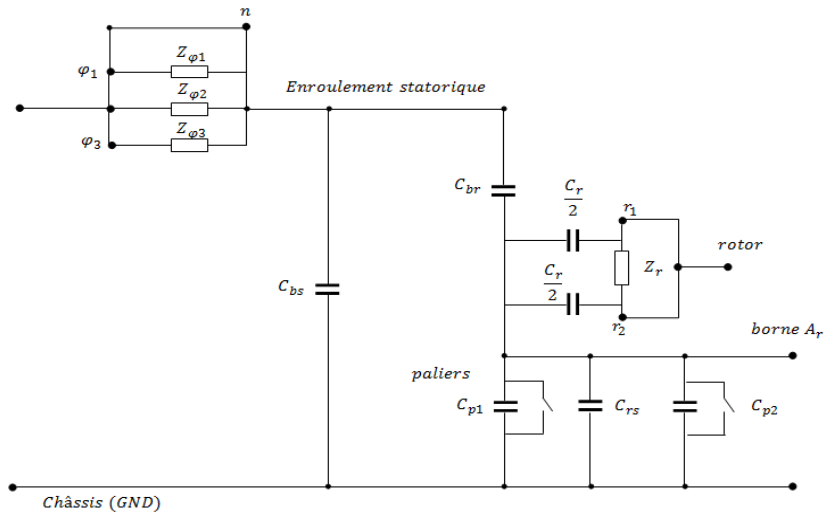 n
φ1
Zφ1
Zφ2
φ3
Zφ3
Enroulement statorique
Cbr
Cr
2
r1
rotor
Zr
Cr
2
r2
Cbs
borne Ar
paliers
Cp1
Crs
Cp2
Châssis (GND)